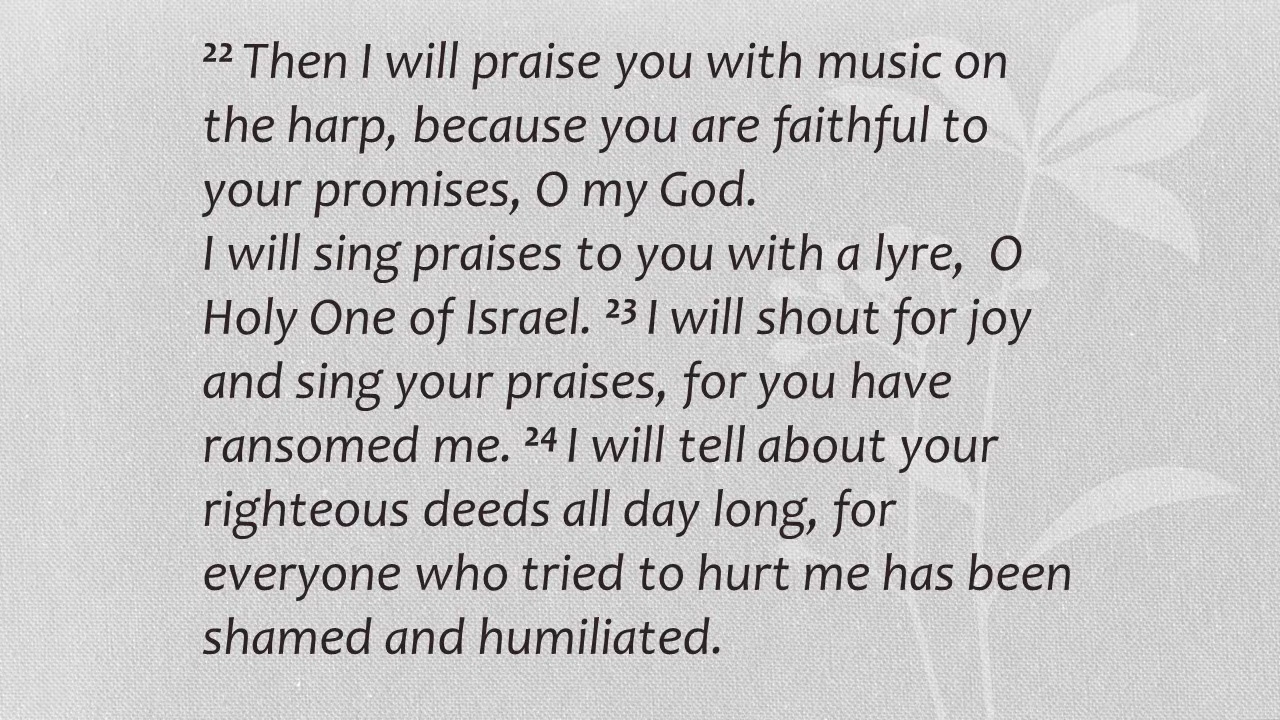 22 Then I will praise you with music on
the harp, because you are faithful to
your promises, O my God.
I will sing praises to you with a lyre,  O
Holy One of Israel. 23 I will shout for joy
and sing your praises, for you have
ransomed me. 24 I will tell about your
righteous deeds all day long, for
everyone who tried to hurt me has been
shamed and humiliated.